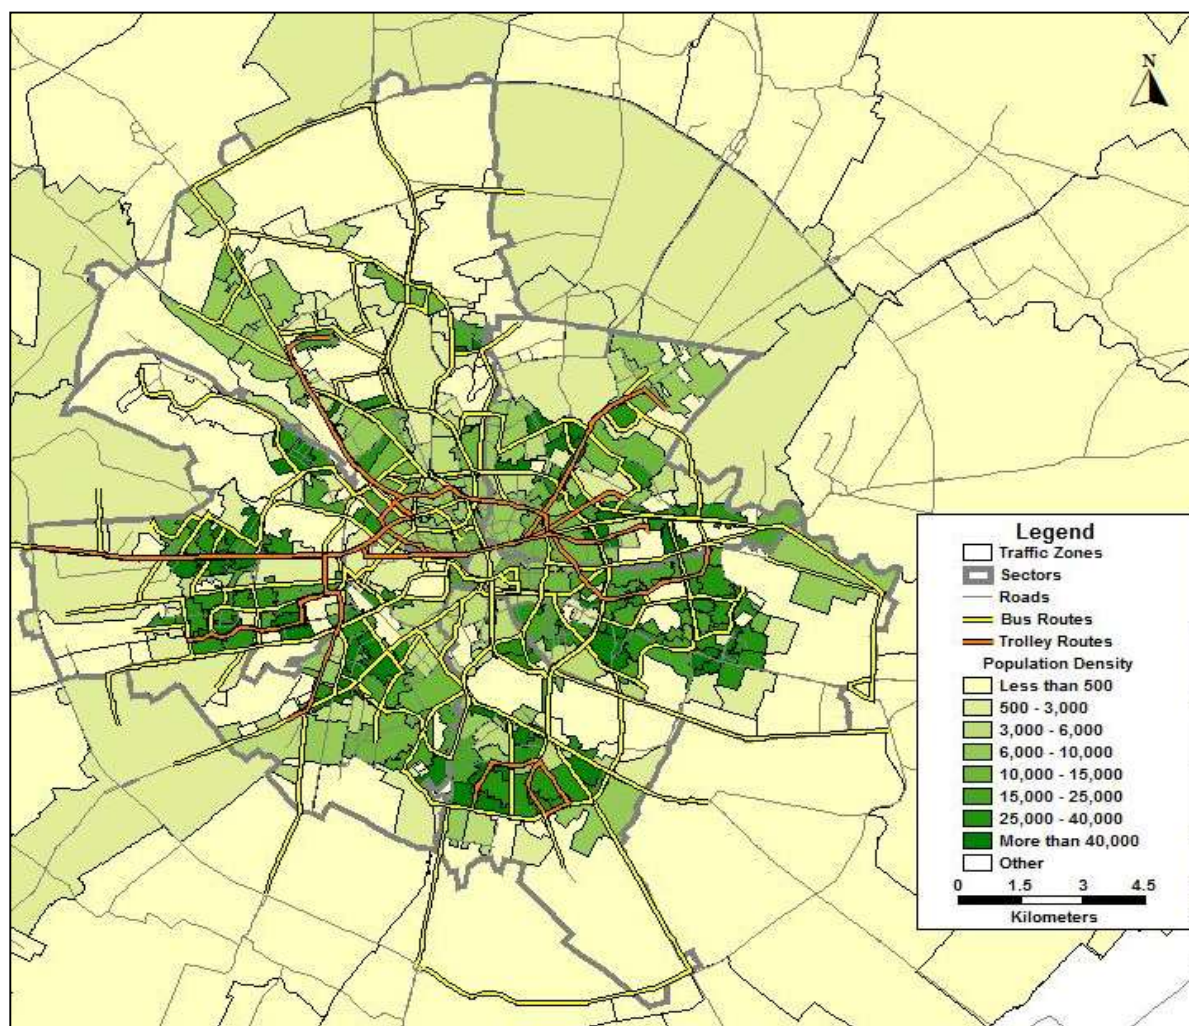 N
Legend
Traffic Zones
Sectors
Roads
Bus Routes
Trolley Routes
Population Density
Less than 500
500 - 3,000
3,000 - 6,000
6,000 - 10,000
10,000 - 15,000
15,000 - 25,000
25,000 - 40,000
More than 40,000
Other
0 1.5 3 4.5
Kilometers